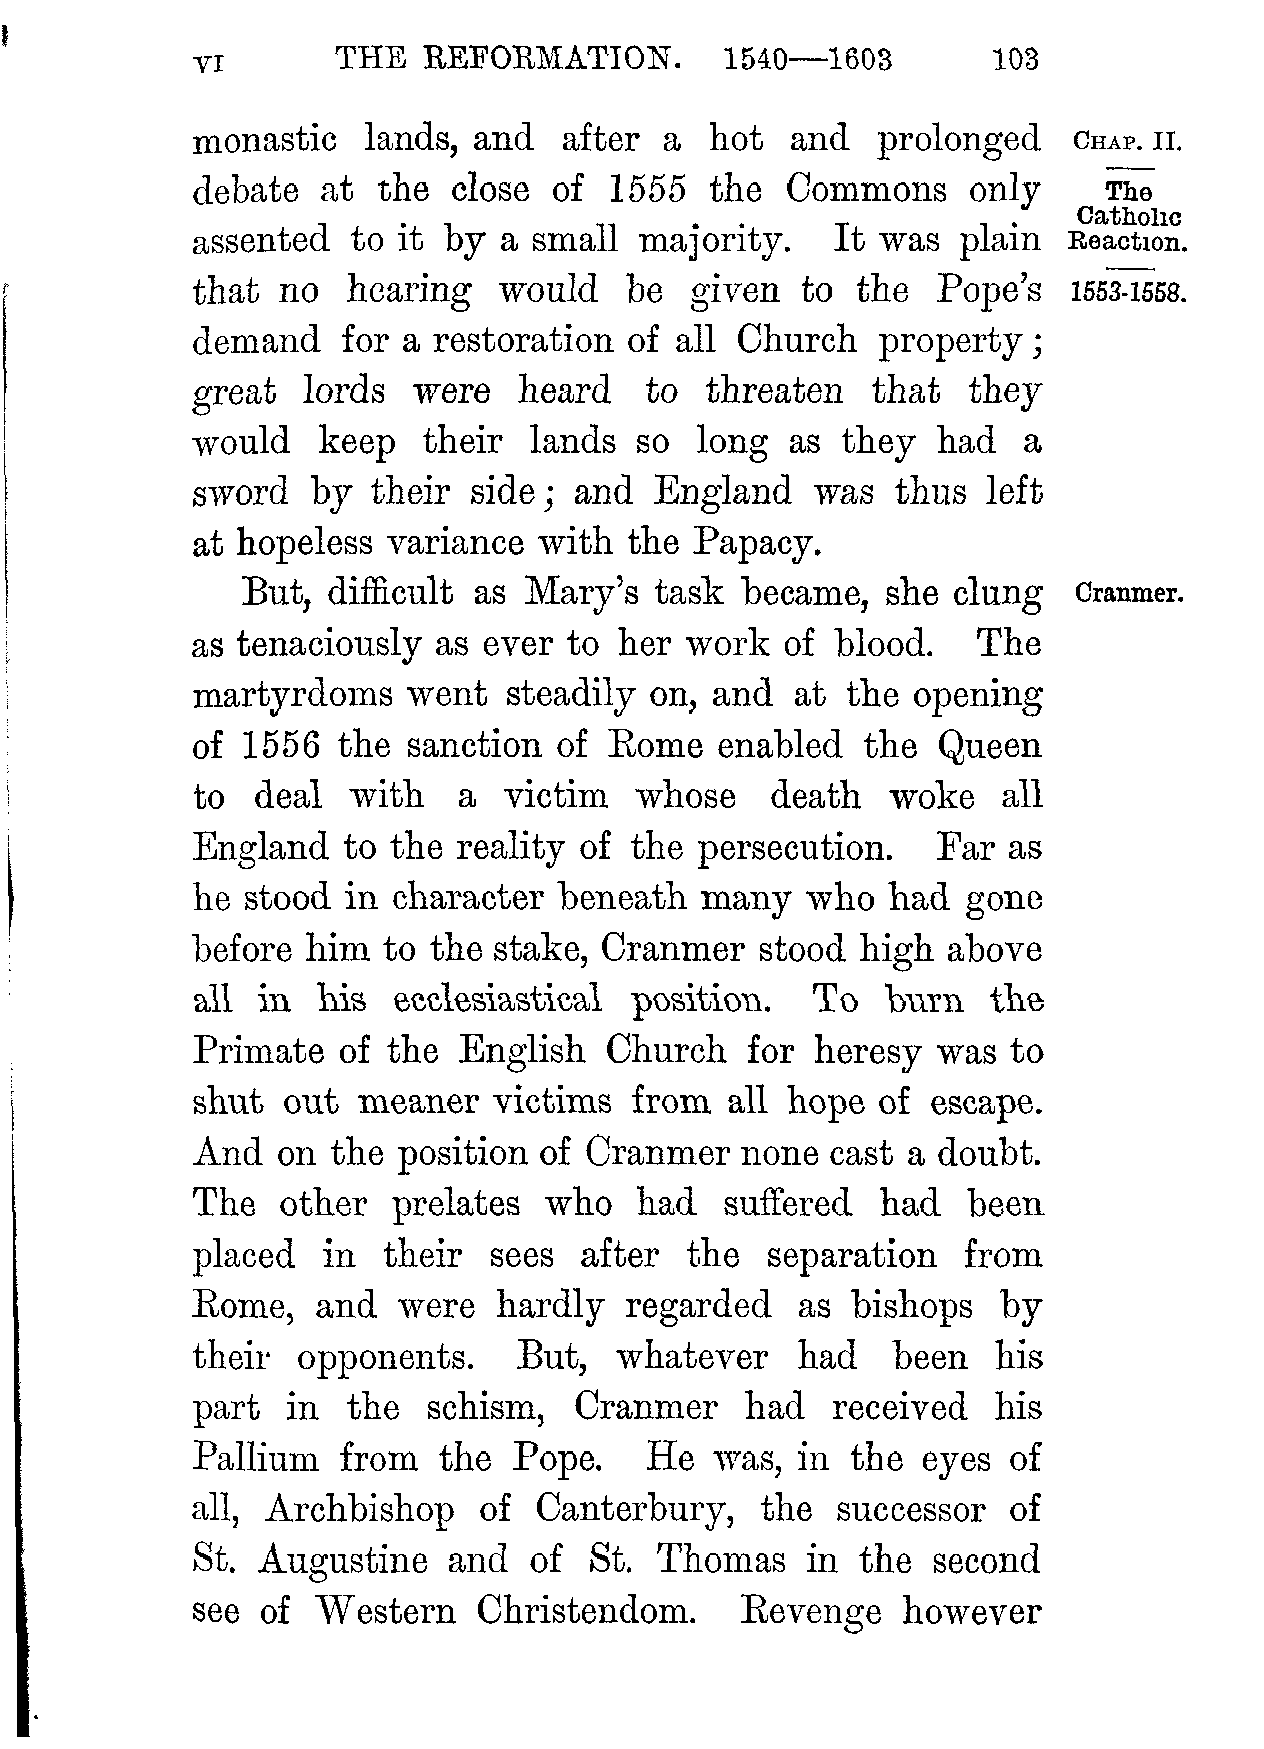 VI THE REFORMATION. 1540—1603 103
monastic lands, and after a hot and prolonged
debate at the close of 1555 the Commons only
assented to it by a small majority. It was plain
that no hearing would be given to the Pope's
demand for a restoration of all Church property;
great lords were heard to threaten that they
would keep their lands so long as they had a
sword by their side; and England was thus left
at hopeless variance with the Papacy.
But, difficult as Mary's task became, she clung
as tenaciously as ever to her work of blood. The
martyrdoms went steadily on, and at the opening
of 1556 the sanction of Rome enabled the Queen
to deal with a victim whose death woke all
England to the reality of the persecution. Far as
he stood in character beneath many who had gone
before him to the stake, Cranmer stood high above
all in his ecclesiastical position. To burn the
Primate of the English Church for heresy was to
shut out meaner victims from all hope of escape.
And on the position of Cranmer none cast a doubt.
The other prelates who had suffered had been
placed in their sees after the separation from
Rome, and were hardly regarded as bishops by
their opponents. But, whatever had been his
part in the schism, Cranmer had received his
Pallium from the Pope. He was, in the eyes of
all, Archbishop of Canterbury, the successor of
St. Augustine and of St. Thomas in the second
see of Western Christendom. Revenge however
CHAP. II.
The
Catholic
Reaction.
1553-1558.
Cranmer.